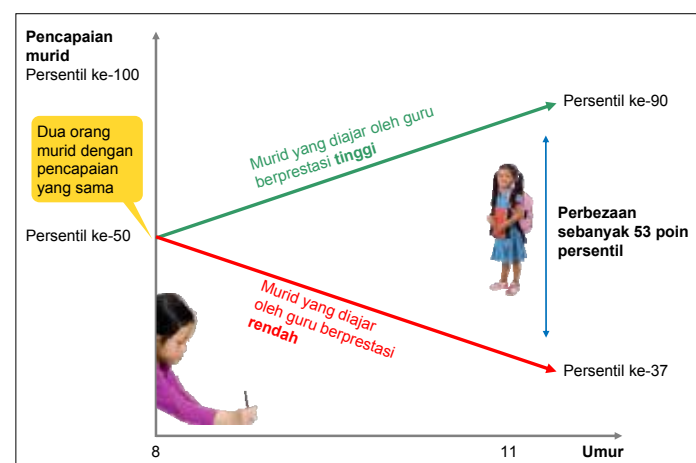 Pencapaian
murid
Persentil ke-100
Dua orang
murid dengan
pencapaian
yang sama
Persentil ke-50
Murid yang diajar oleh guru
berprestasi tinggi
Persentil ke-90
Perbezaan
sebanyak 53 poin
persentil
Murid yang diajar
oleh guru berprestasi
rendah
Persentil ke-37
8
11
Umur